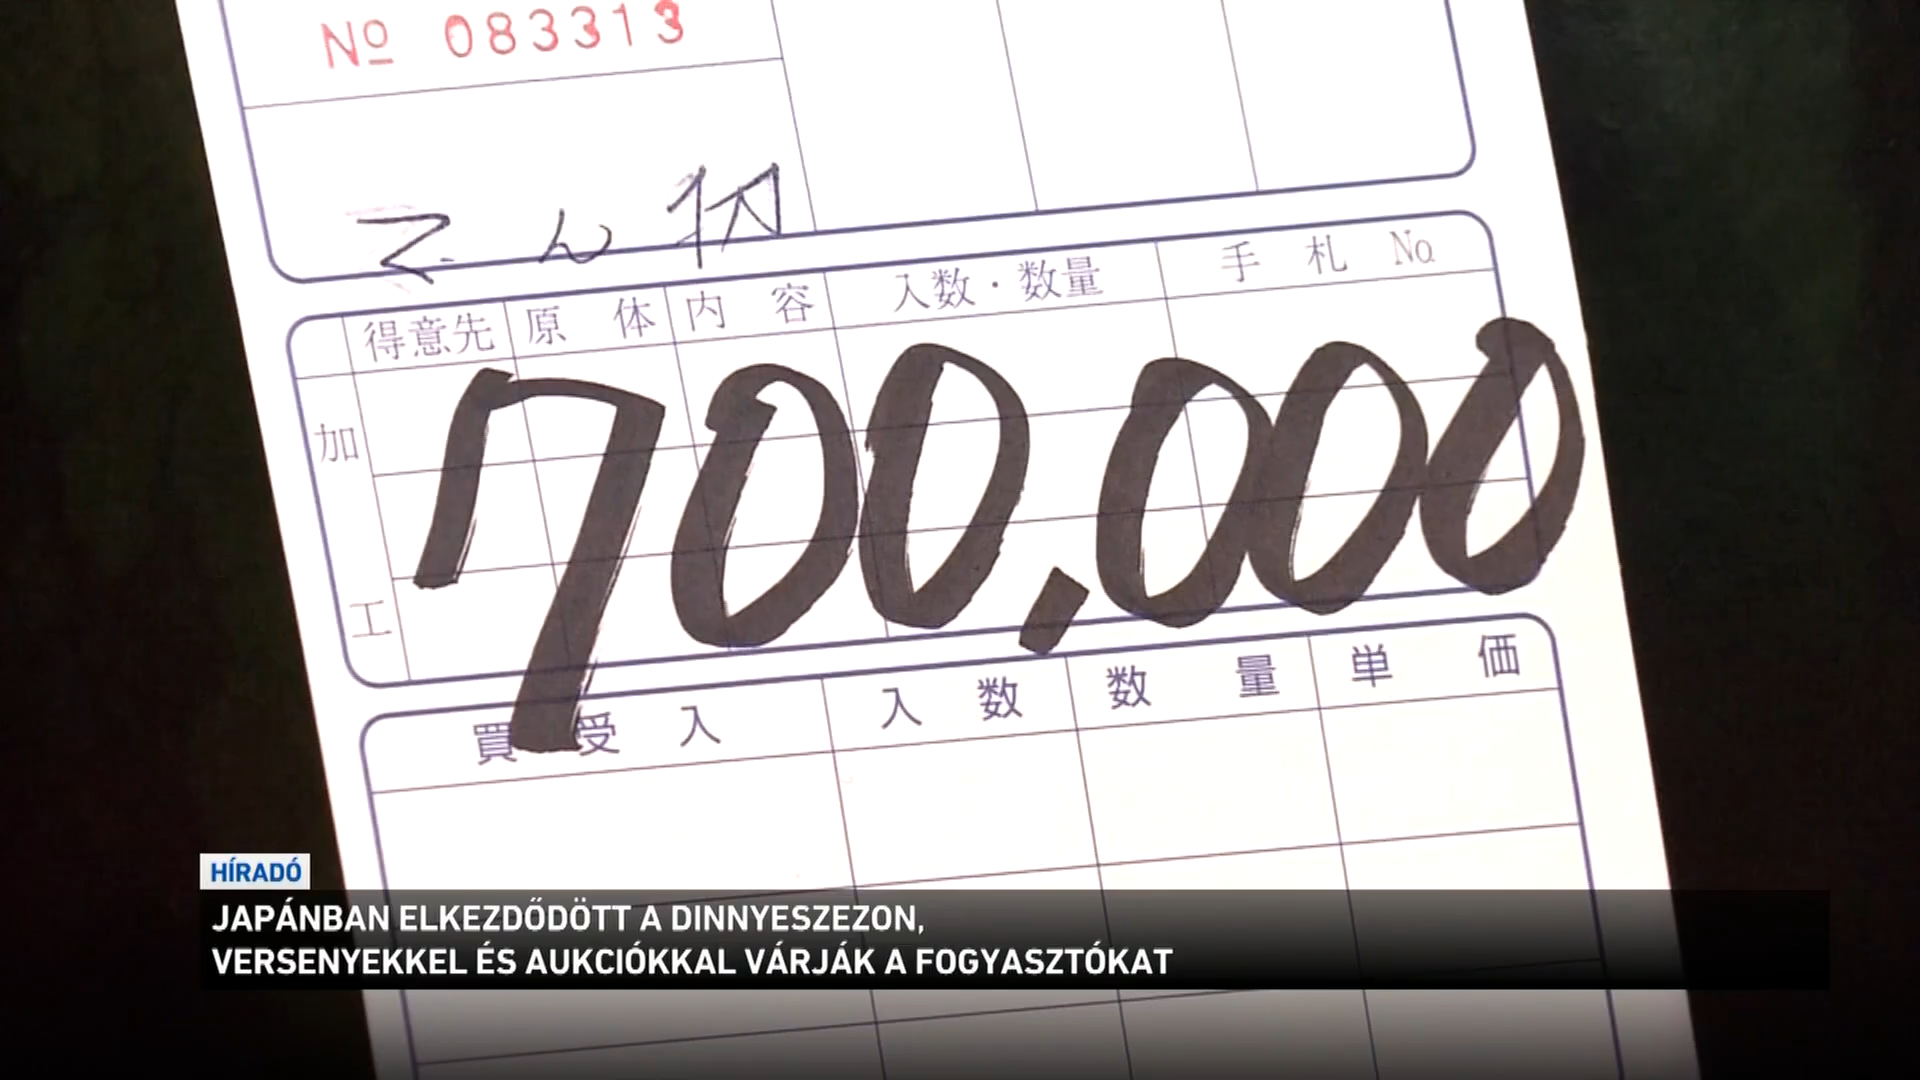 № 083313
得意先 原体 内容 入数・数量 手札 №
加工
700,000
買受入 入数 数量 単価
HÍRADÓ
JAPÁNBAN ELKEZDŐDÖTT A DINNYESZEZON,
VERSENYEKKEL ÉS AUKCIÓKKAL VÁRJÁK A FOGYASZTÓKAT